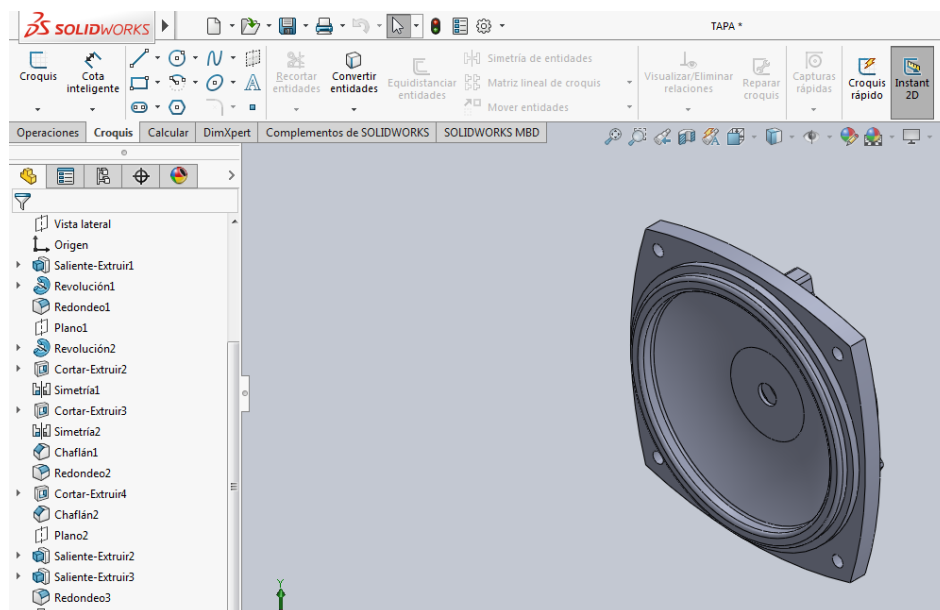 SOLIDWORKS
TAPA *
Croquis
Cota inteligente
Recortar entidades
Convertir entidades
Equidistanciar entidades
Simetría de entidades
Matriz lineal de croquis
Mover entidades
Visualizar/Eliminar relaciones
Reparar croquis
Capturas rápidas
Croquis rápido
Instant 2D
Operaciones
Croquis
Calcular
DimXpert
Complementos de SOLIDWORKS
SOLIDWORKS MBD
Vista lateral
Origen
Saliente-Extruir1
Revolución1
Redondeo1
Plano1
Revolución2
Cortar-Extruir2
Simetría1
Cortar-Extruir3
Simetría2
Chaflán1
Redondeo2
Cortar-Extruir4
Chaflán2
Plano2
Saliente-Extruir2
Saliente-Extruir3
Redondeo3
Y